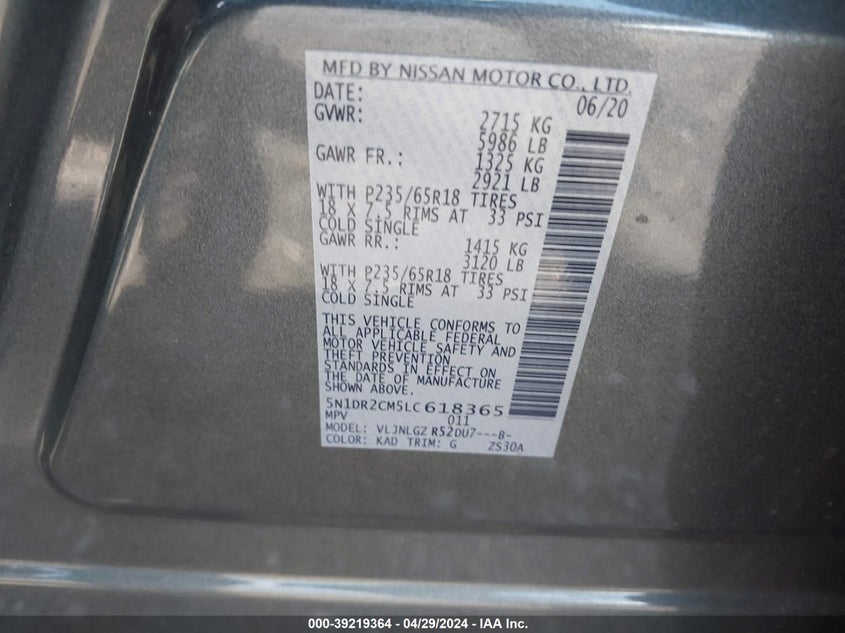 MFD BY NISSAN MOTOR CO., LTD.
DATE: 06/20
GVWR: 2715 KG
5986 LB
GAWR FR.: 1325 KG
2921 LB
WITH P235/65R18 TIRES
18 X 7.5 RIMS AT 33 PSI
COLD SINGLE
GAWR RR.: 1415 KG
3120 LB
WITH P235/65R18 TIRES
18 X 7.5 RIMS AT 33 PSI
COLD SINGLE
THIS VEHICLE CONFORMS TO
ALL APPLICABLE FEDERAL
MOTOR VEHICLE SAFETY AND
THEFT PREVENTION
STANDARDS IN EFFECT ON
THE DATE OF MANUFACTURE
SHOWN ABOVE.
5N1DR2CM5LC618365
MPV 011
MODEL: VLJNLGZ R52DU7---B-
COLOR: KAD TRIM: G ZS30A
000-39219364 - 04/29/2024 - IAA Inc.